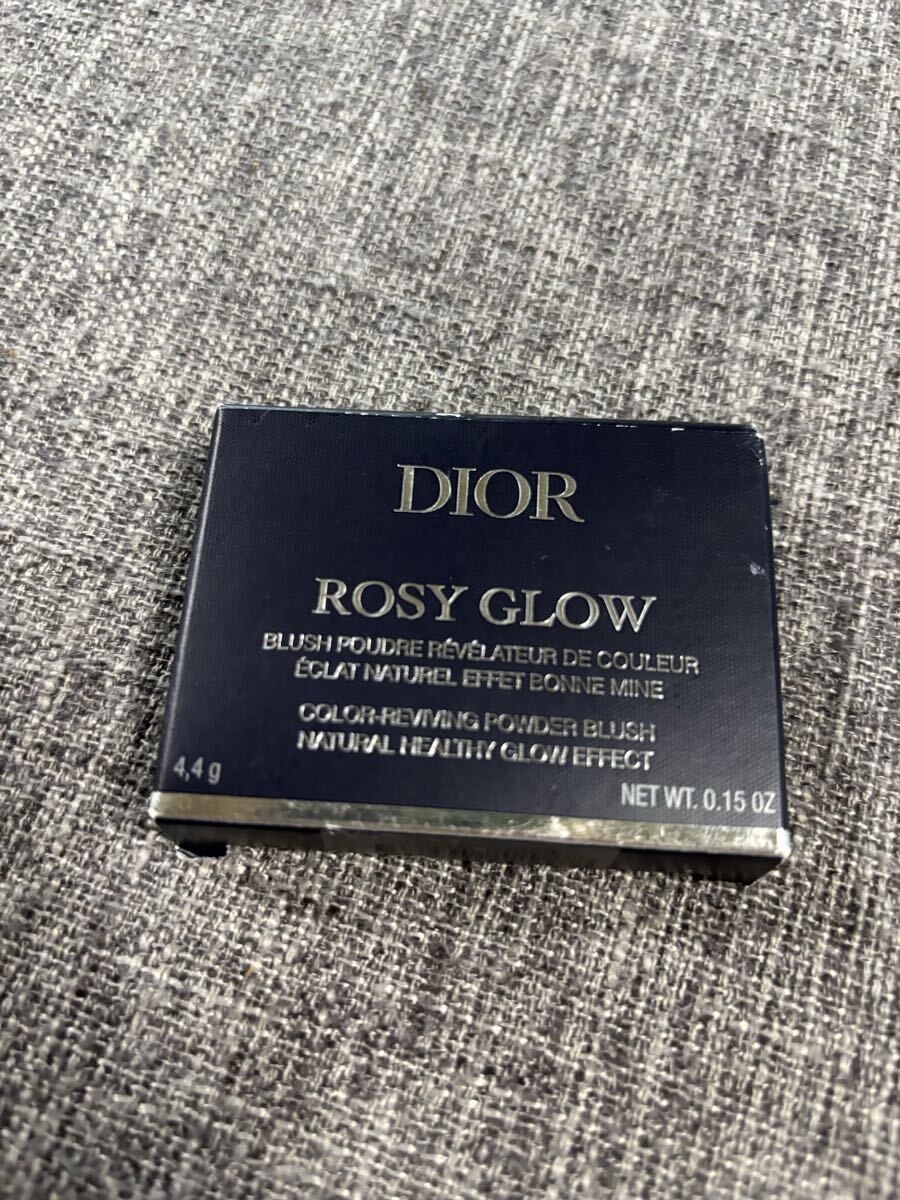 DIOR
ROSY GLOW
BLUSH POUDRE RÉVÉLATEUR DE COULEUR
ÉCLAT NATUREL EFFET BONNE MINE
COLOR-REVIVING POWDER BLUSH
NATURAL HEALTHY GLOW EFFECT
4,4 g
NET WT. 0.15 OZ